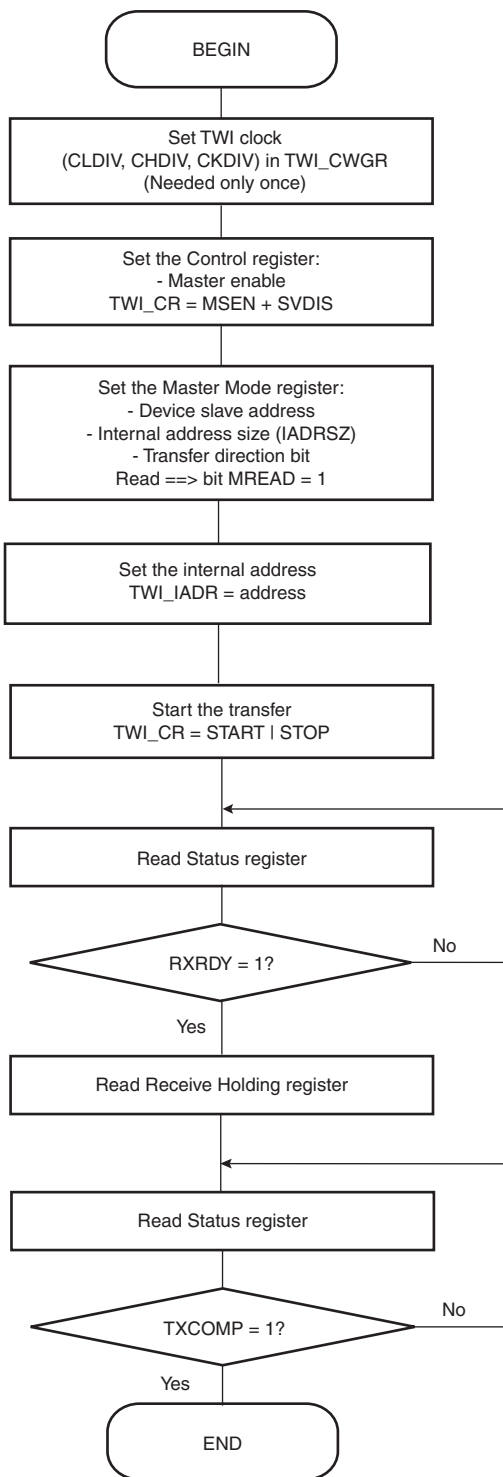 BEGIN
Set TWI clock
(CLDIV, CHDIV, CKDIV) in TWI_CWGR
(Needed only once)
Set the Control register:
- Master enable
TWI_CR = MSEN + SVDIS
Set the Master Mode register:
- Device slave address
- Internal address size (IADRSZ)
- Transfer direction bit
Read ==> bit MREAD = 1
Set the internal address
TWI_IADR = address
Start the transfer
TWI_CR = START | STOP
Read Status register
RXRDY = 1?
No
Yes
Read Receive Holding register
Read Status register
TXCOMP = 1?
No
Yes
END